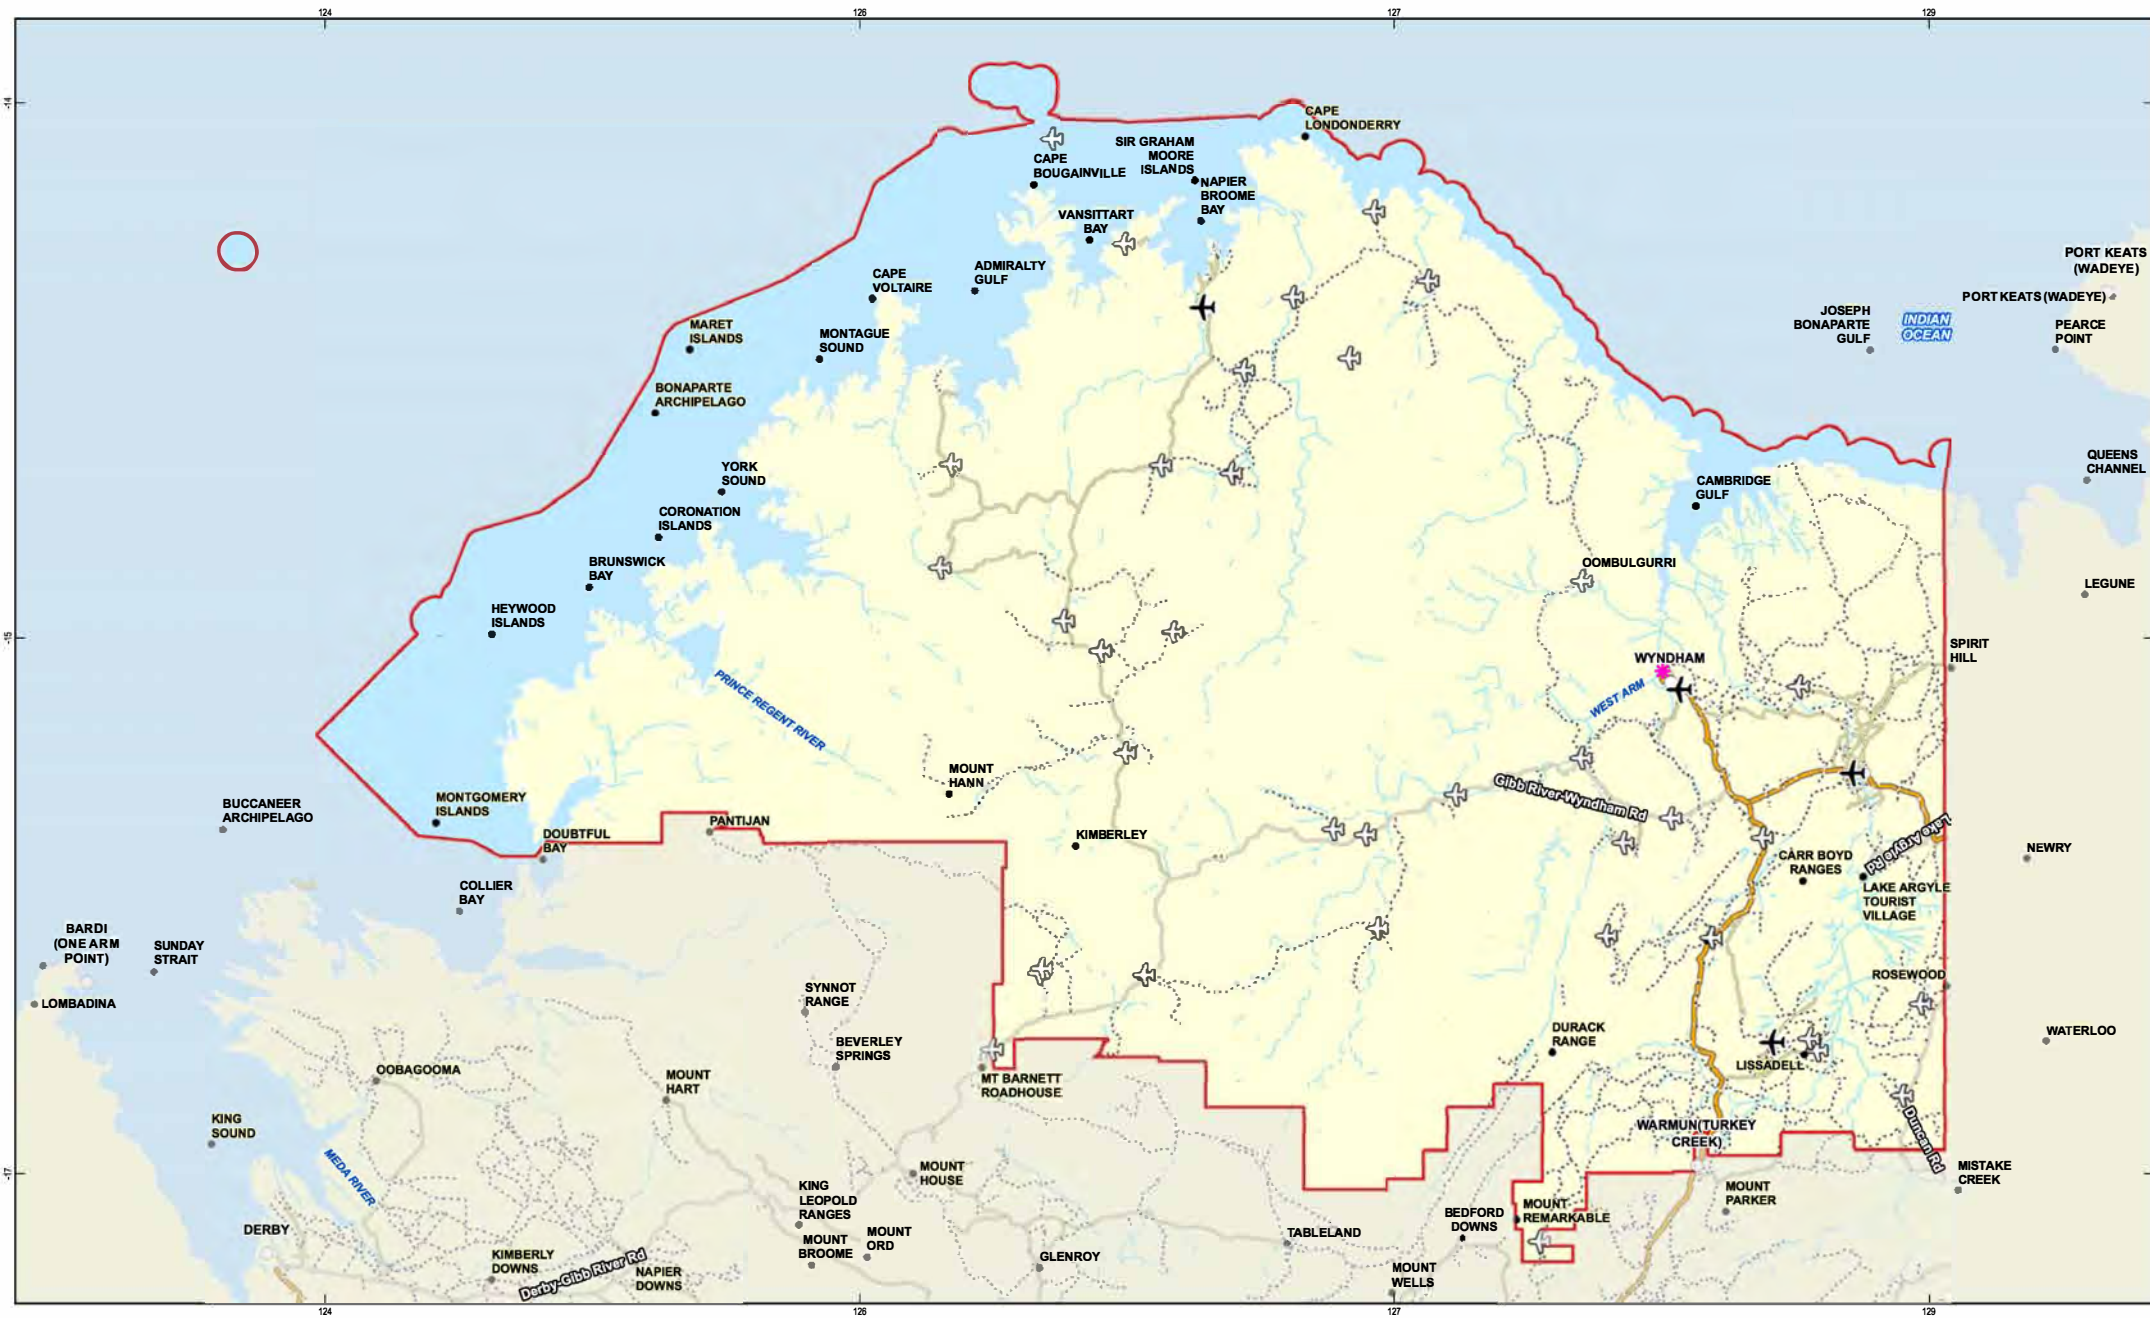 124
126
127
129
-14
CAPE
LONDONDERRY
SIR GRAHAM
MOORE
ISLANDS
CAPE
BOUGAINVILLE
NAPIER
BROOME
BAY
VANSITTART
BAY
ADMIRALTY
GULF
CAPE
VOLTAIRE
PORT KEATS
(WADEYE)
PORT KEATS (WADEYE)
JOSEPH
BONAPARTE
GULF
INDIAN
OCEAN
PEARCE
POINT
MARET
ISLANDS
MONTAGUE
SOUND
BONAPARTE
ARCHIPELAGO
YORK
SOUND
QUEENS
CHANNEL
CAMBRIDGE
GULF
CORONATION
ISLANDS
BRUNSWICK
BAY
OOMBULGURRI
LEGUNE
HEYWOOD
ISLANDS
-15
SPIRIT
HILL
WYNDHAM
WEST ARM
PRINCE REGENT RIVER
MOUNT
HANN
Gibb River-Wyndham Rd
MONTGOMERY
ISLANDS
BUCCANEER
ARCHIPELAGO
DOUBTFUL
BAY
PANTIJAN
KIMBERLEY
Lake Argyle Rd
NEWRY
CARR BOYD
RANGES
LAKE ARGYLE
TOURIST
VILLAGE
COLLIER
BAY
BARDI
(ONE ARM
POINT)
SUNDAY
STRAIT
LOMBADINA
ROSEWOOD
SYNNOT
RANGE
BEVERLEY
SPRINGS
DURACK
RANGE
WATERLOO
LISSADELL
OOBAGOOMA
MOUNT
HART
MT BARNETT
ROADHOUSE
KING
SOUND
WARMUN(TURKEY
CREEK)
Duncan Rd
MEDA RIVER
-17
MOUNT
HOUSE
MISTAKE
CREEK
KING
LEOPOLD
RANGES
MOUNT
PARKER
MOUNT
REMARKABLE
BEDFORD
DOWNS
DERBY
MOUNT
ORD
MOUNT
BROOME
TABLELAND
GLENROY
KIMBERLY
DOWNS
Derby-Gibb River Rd
NAPIER
DOWNS
MOUNT
WELLS
124
126
127
129